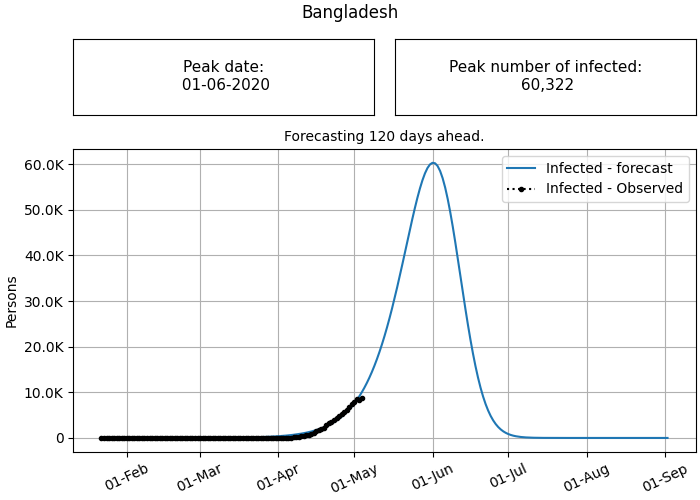 Bangladesh
Peak date:
01-06-2020
Peak number of infected:
60,322
Forecasting 120 days ahead.
Infected - forecast
Infected - Observed
Persons
60.0K
50.0K
40.0K
30.0K
20.0K
10.0K
0
01-Feb
01-Mar
01-Apr
01-May
01-Jun
01-Jul
01-Aug
01-Sep